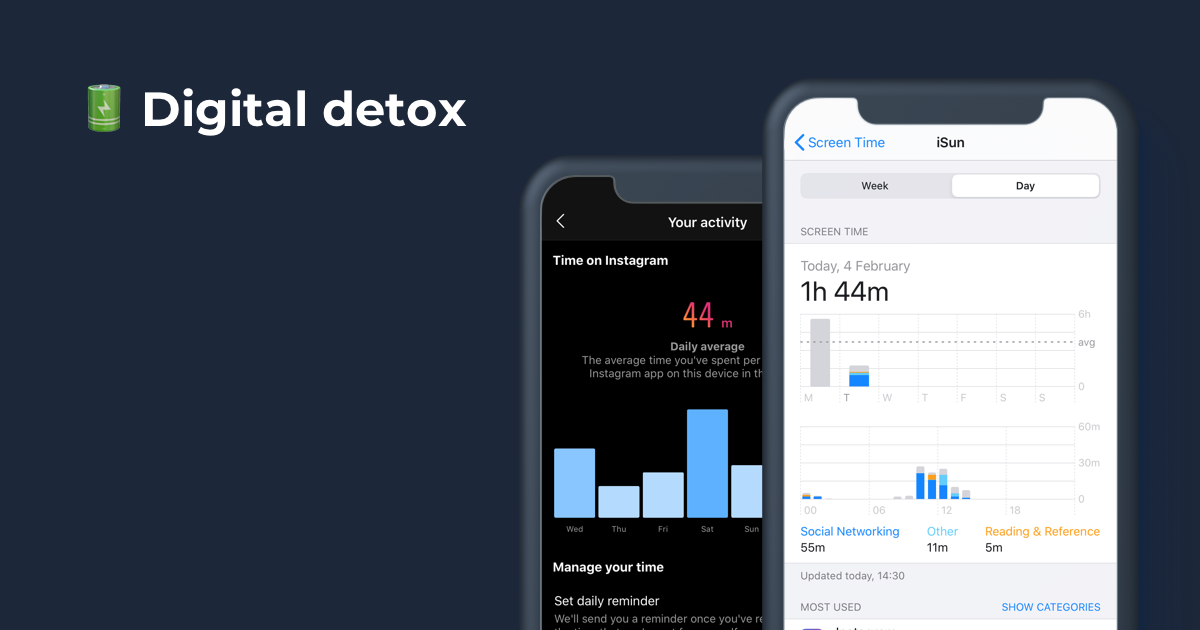 Digital detox
Your activity
Time on Instagram
44 m
Daily average
The average time you've spent per
Instagram app on this device in th
Wed Thu Fri Sat Sun
Manage your time
Set daily reminder
We'll send you a reminder once you've re
Screen Time iSun
Week Day
SCREEN TIME
Today, 4 February
1h 44m
6h
avg
0
M T W T F S S
60m
30m
0
00 06 12 18
Social Networking Other Reading & Reference
55m 11m 5m
Updated today, 14:30
MOST USED SHOW CATEGORIES